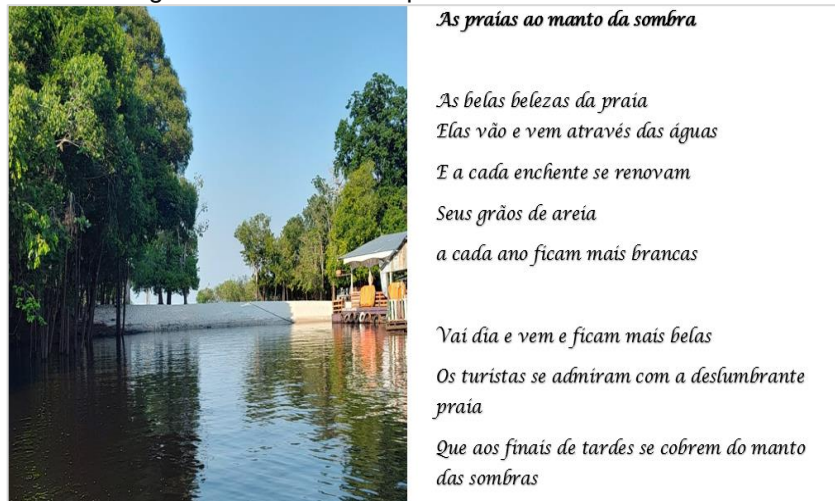 As praias ao manto da sombra
As belas belezas da praia
Elas vão e vem através das águas
E a cada enchente se renovam
Seus grãos de areia
a cada ano ficam mais brancas
Vai dia e vem e ficam mais belas
Os turistas se admiram com a deslumbrante
praia
Que aos finais de tardes se cobrem do manto
das sombras